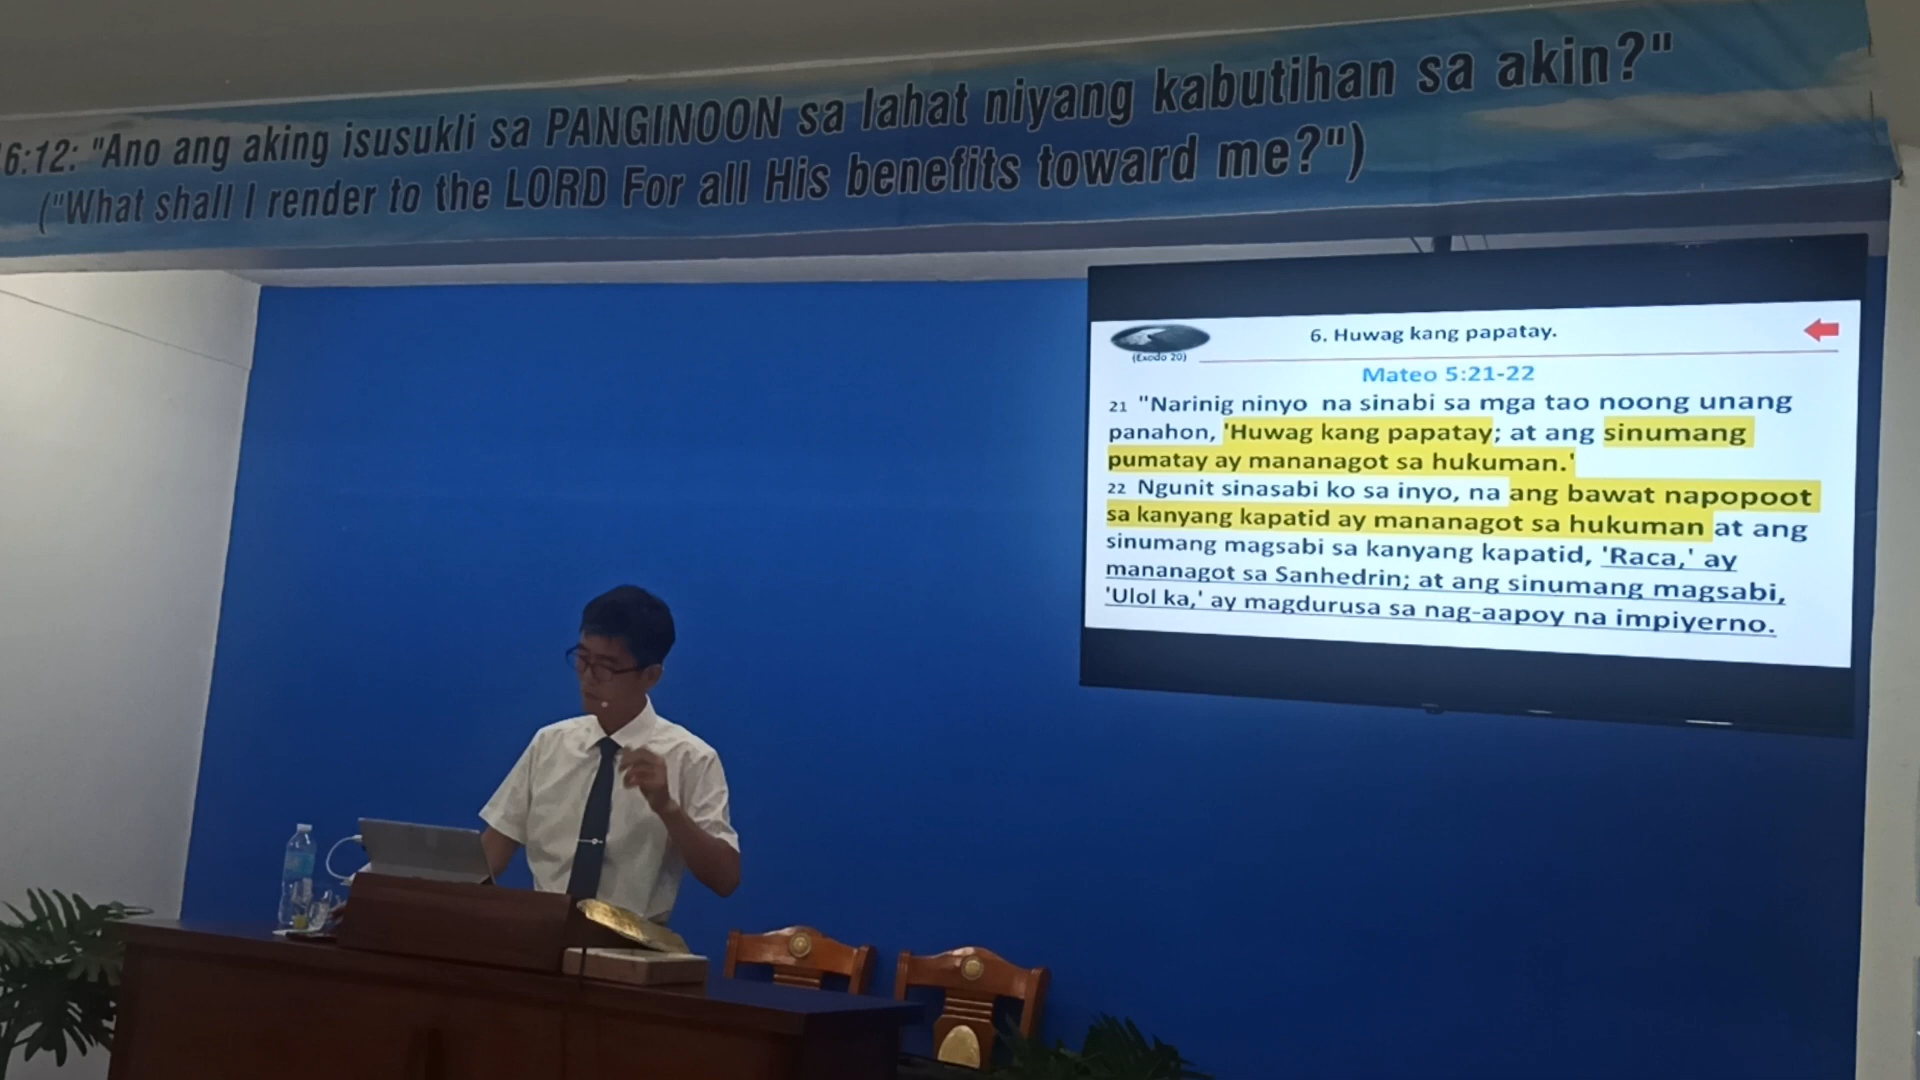 6:12: "Ano ang aking isusukli sa PANGINOON sa lahat niyang kabutihan sa akin?"
("What shall I render to the LORD For all His benefits toward me?")
6. Huwag kang papatay.
(Exodo 20)
Mateo 5:21-22
21 "Narinig ninyo na sinabi sa mga tao noong unang
panahon, 'Huwag kang papatay; at ang sinumang
pumatay ay mananagot sa hukuman.'
22 Ngunit sinasabi ko sa inyo, na ang bawat napopoot
sa kanyang kapatid ay mananagot sa hukuman at ang
sinumang magsabi sa kanyang kapatid, 'Raca,' ay
mananagot sa Sanhedrin; at ang sinumang magsabi,
'Ulol ka,' ay magdurusa sa nag-aapoy na impiyerno.